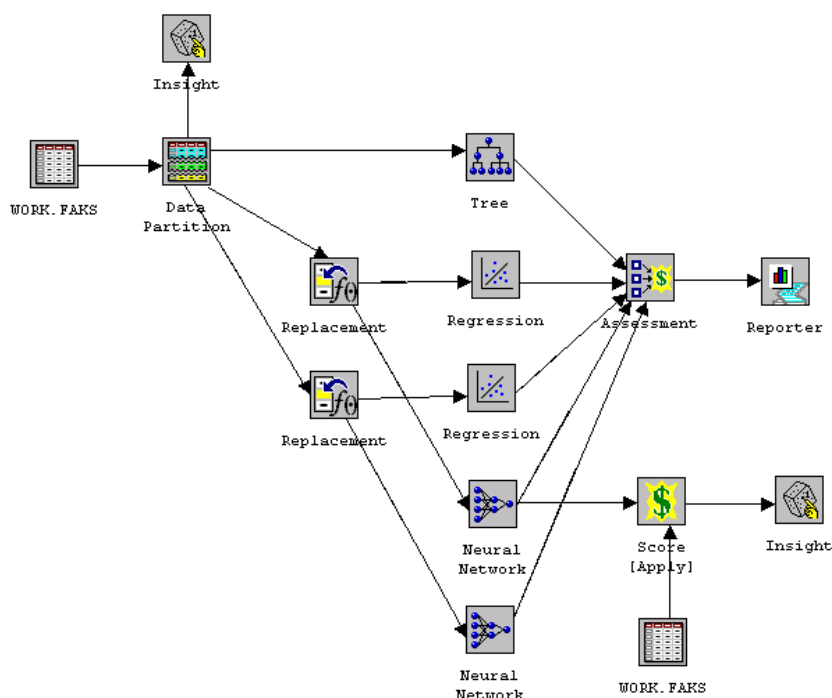 Insight
WORK.FAKS
Data
Partition
Tree
Replacement
Regression
Assessment
Reporter
Replacement
Regression
Neural
Network
Score
[Apply]
Insight
Neural
Network
WORK.FAKS